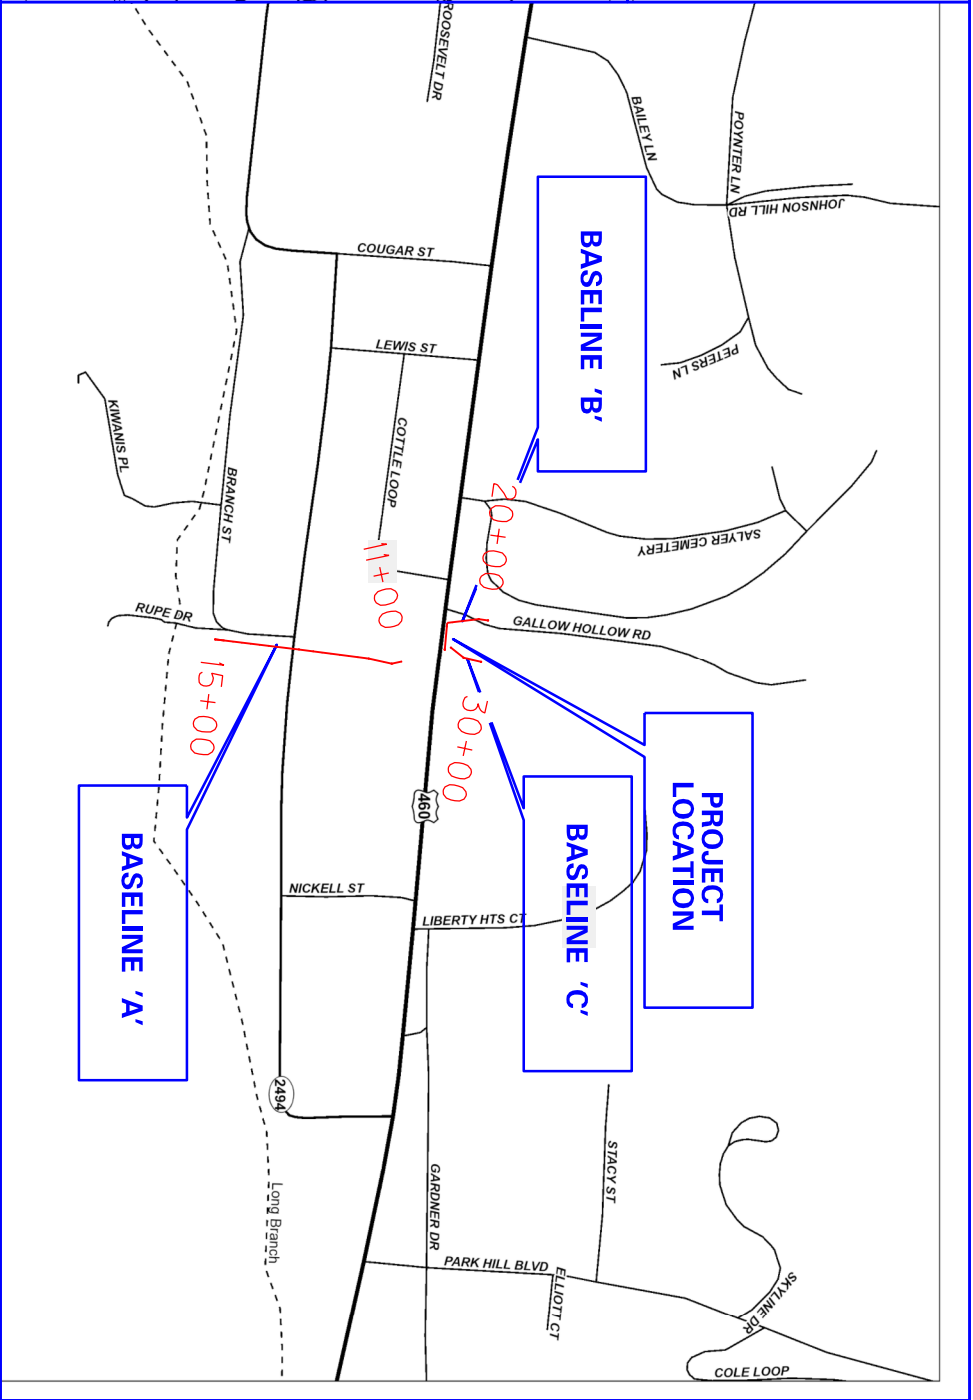 ROOSEVELT DR
BAILEY LN
POYNTER LN
JOHNSON HILL RD
COUGAR ST
BASELINE 'B'
LEWIS ST
PETERS LN
COTTLE LOOP
KIWANIS PL
BRANCH ST
20+00
SALYER CEMETERY
11+00
RUPE DR
GALLOW HOLLOW RD
15+00
30+00
PROJECT
LOCATION
460
BASELINE 'A'
BASELINE 'C'
NICKELL ST
LIBERTY HTS CT
2494
Long Branch
GARDNER DR
STACY ST
PARK HILL BLVD
ELLIOTT CT
SKYLINE DR
COLE LOOP